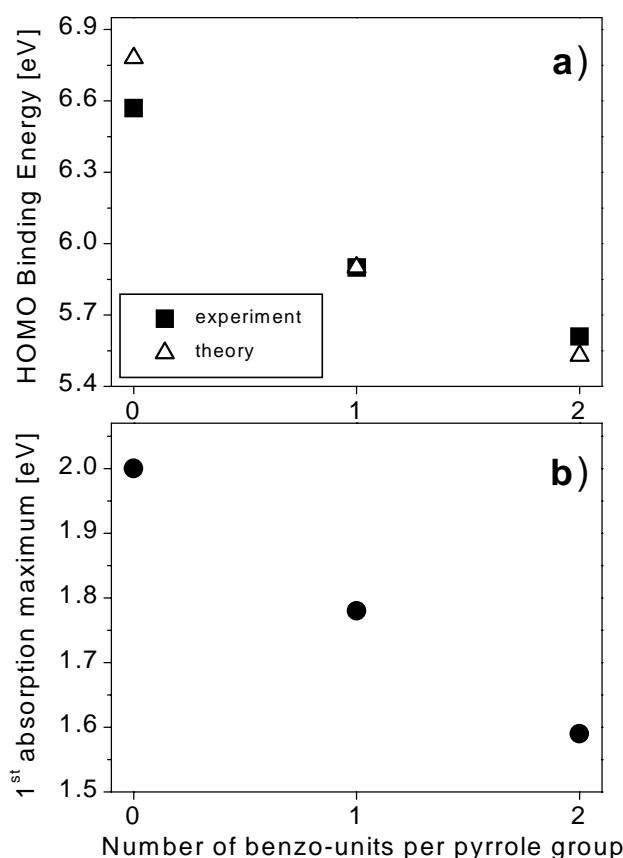 a)
HOMO Binding Energy [eV]
6.9
6.6
6.3
6.0
5.7
5.4
experiment
theory
0 1 2
b)
1st absorption maximum [eV]
2.0
1.9
1.8
1.7
1.6
1.5
0 1 2
Number of benzo-units per pyrrole group